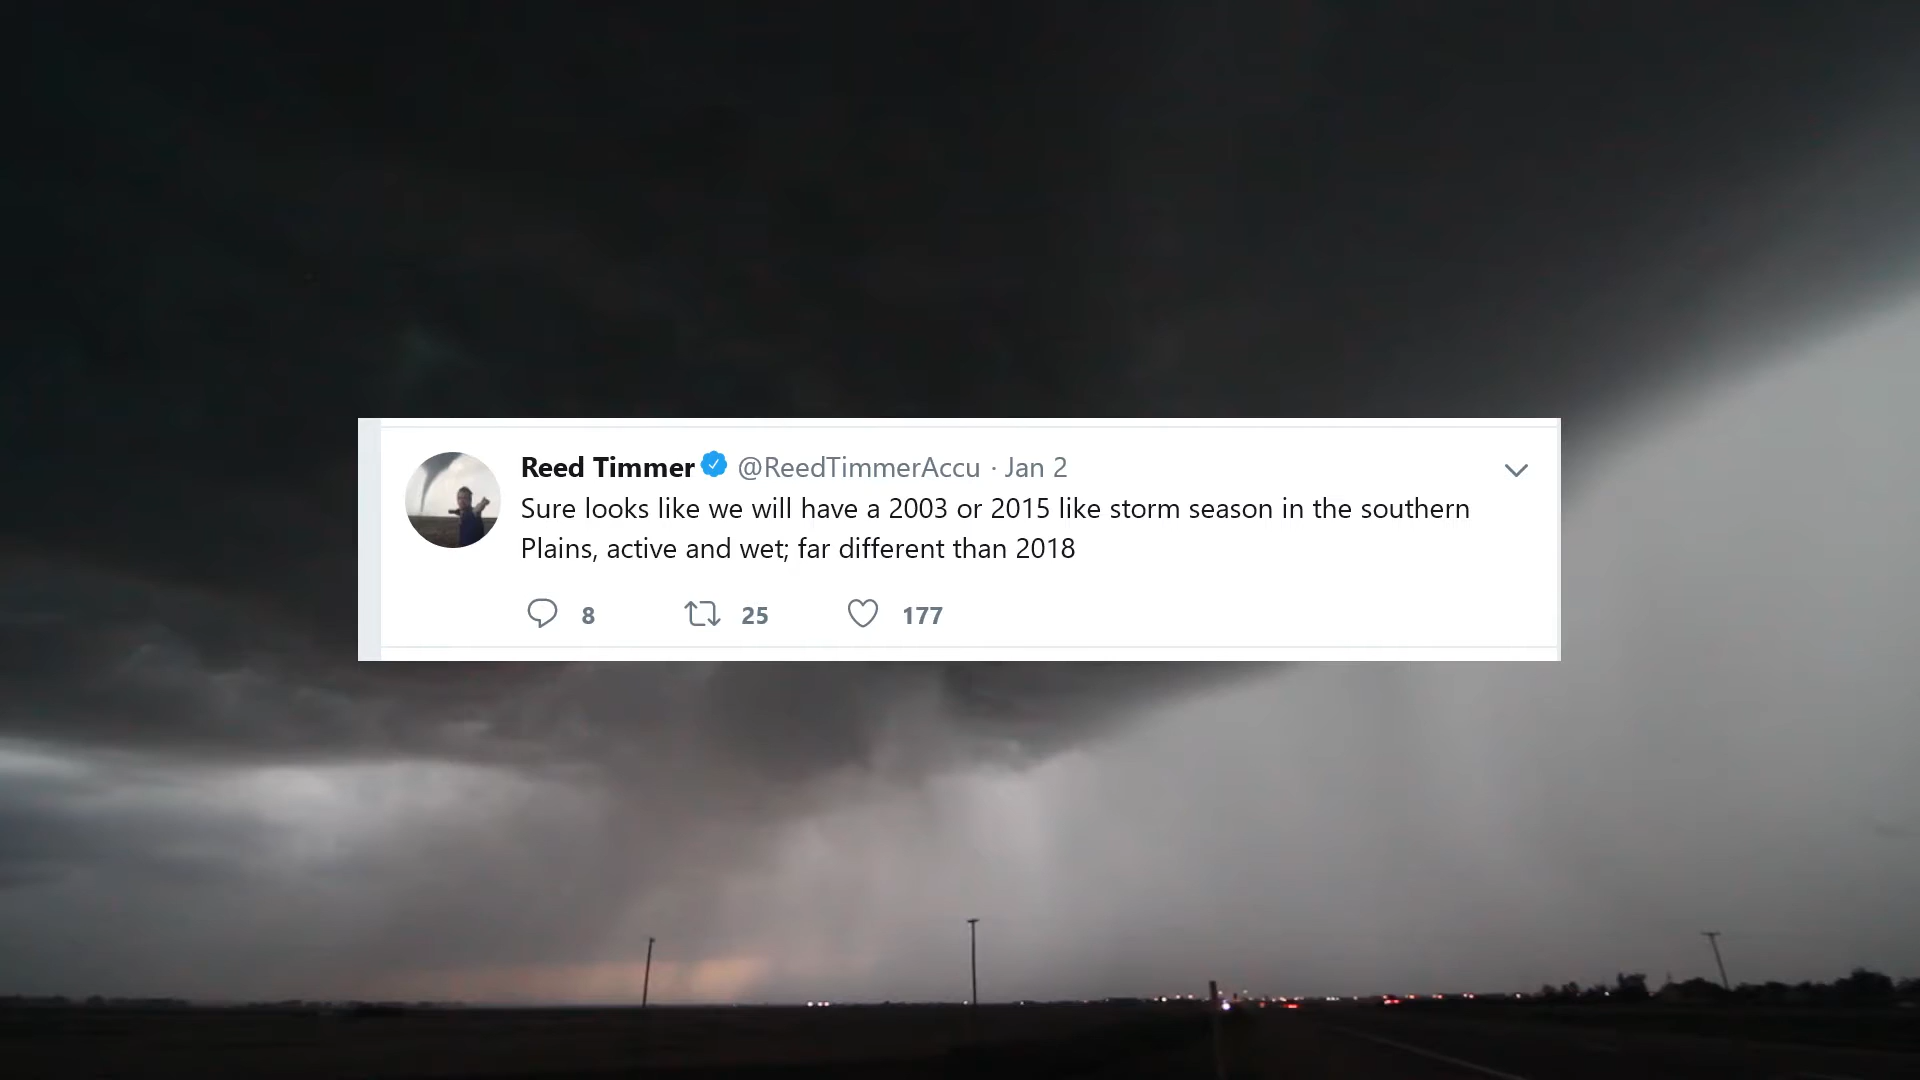 Reed Timmer @ReedTimmerAccu · Jan 2
Sure looks like we will have a 2003 or 2015 like storm season in the southern
Plains, active and wet; far different than 2018
8 25 177